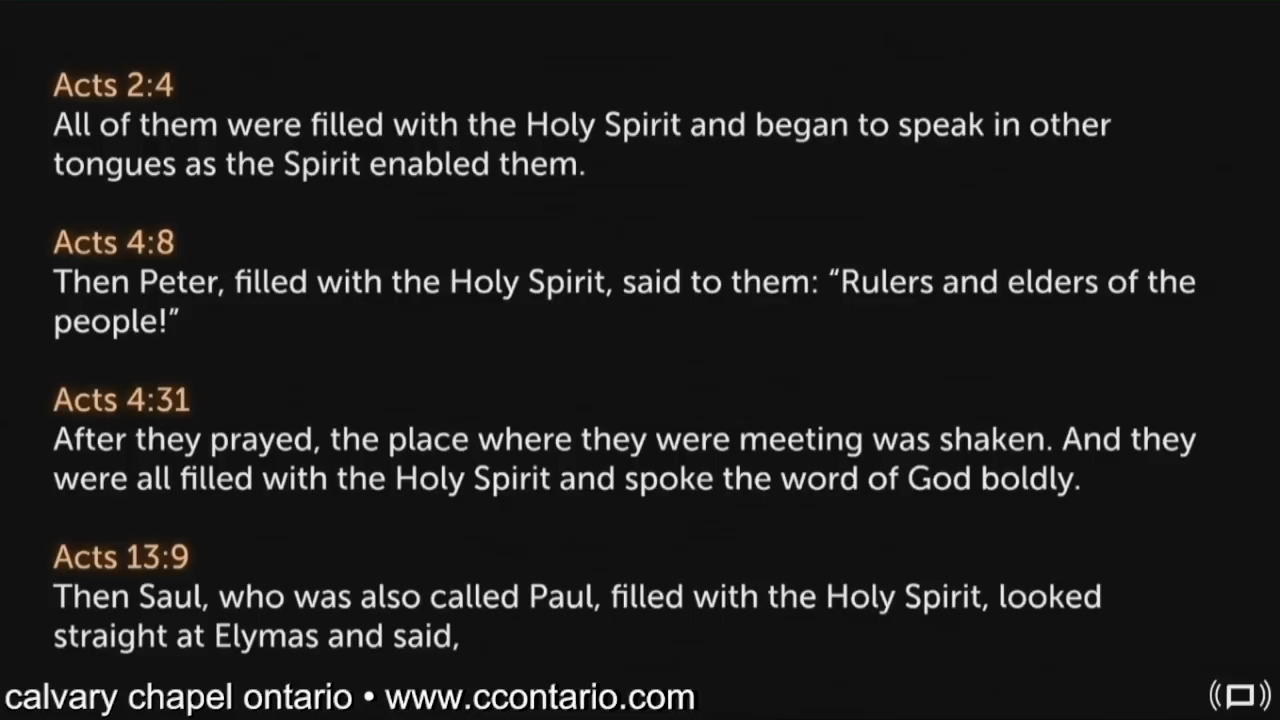 Acts 2:4
All of them were filled with the Holy Spirit and began to speak in other
tongues as the Spirit enabled them.
Acts 4:8
Then Peter, filled with the Holy Spirit, said to them: “Rulers and elders of the
people!”
Acts 4:31
After they prayed, the place where they were meeting was shaken. And they
were all filled with the Holy Spirit and spoke the word of God boldly.
Acts 13:9
Then Saul, who was also called Paul, filled with the Holy Spirit, looked
straight at Elymas and said,
calvary chapel ontario • www.ccontario.com